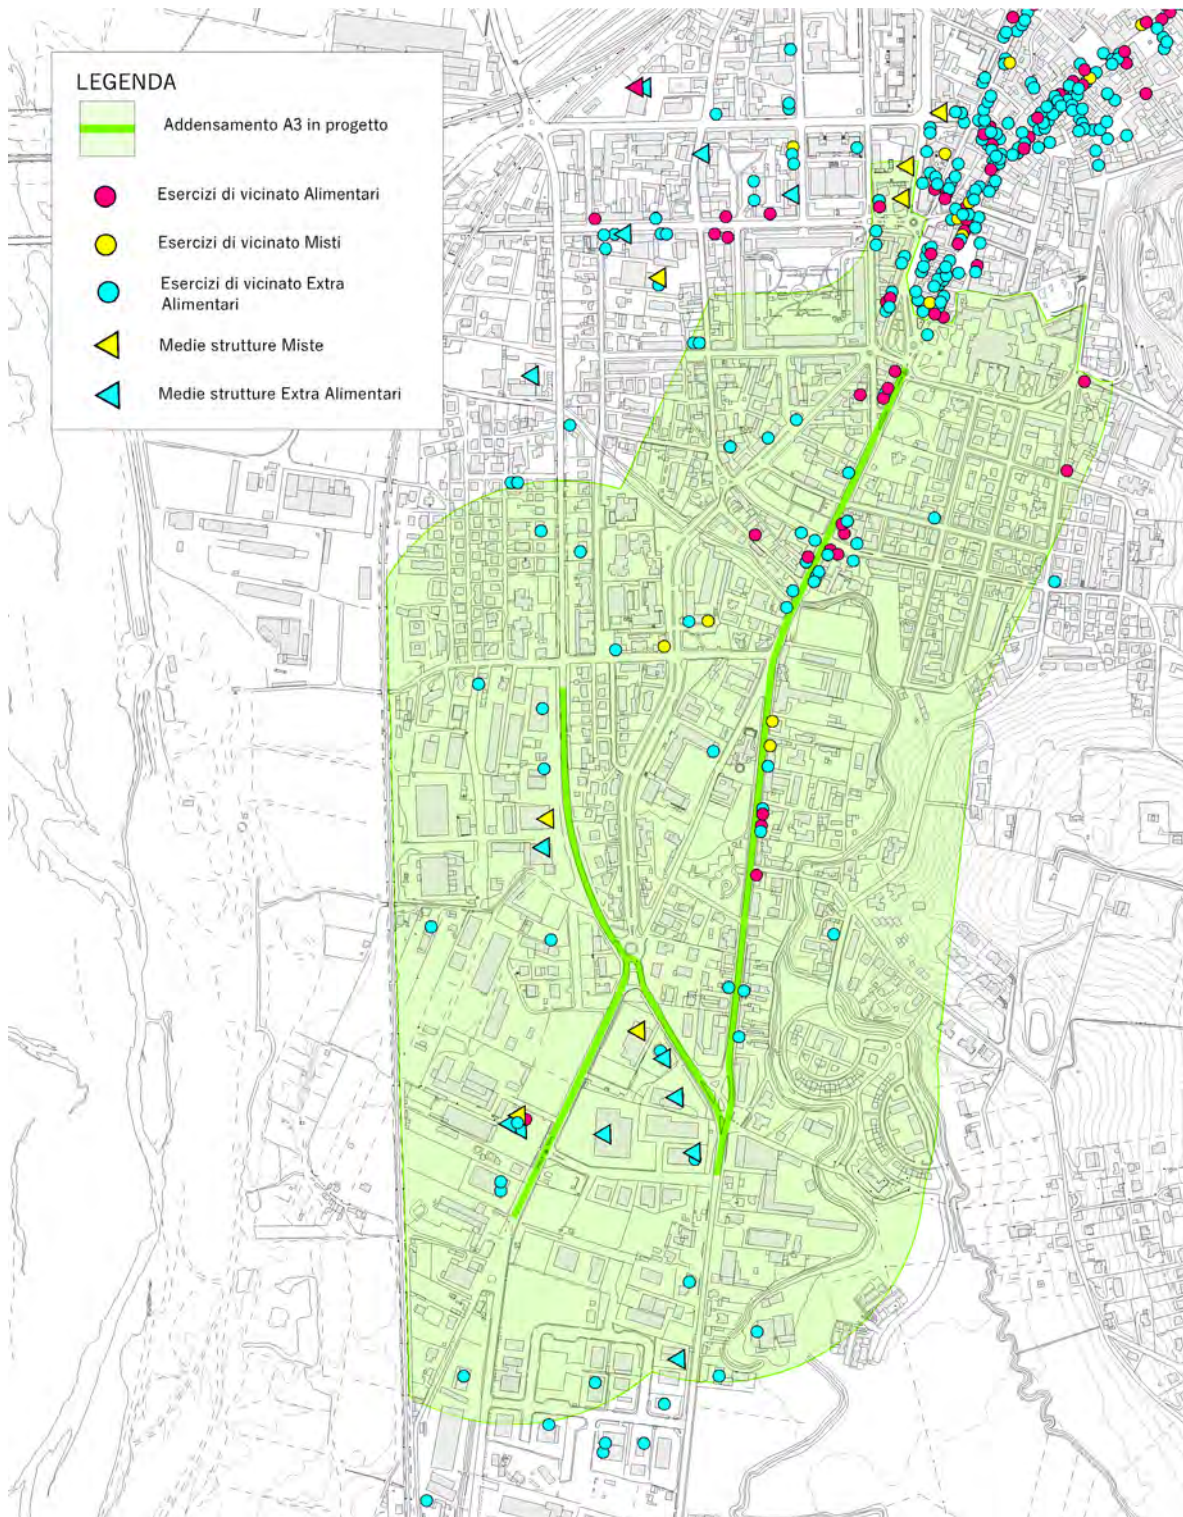 LEGENDA
Addensamento A3 in progetto
Esercizi di vicinato Alimentari
Esercizi di vicinato Misti
Esercizi di vicinato Extra
Alimentari
Medie strutture Miste
Medie strutture Extra Alimentari